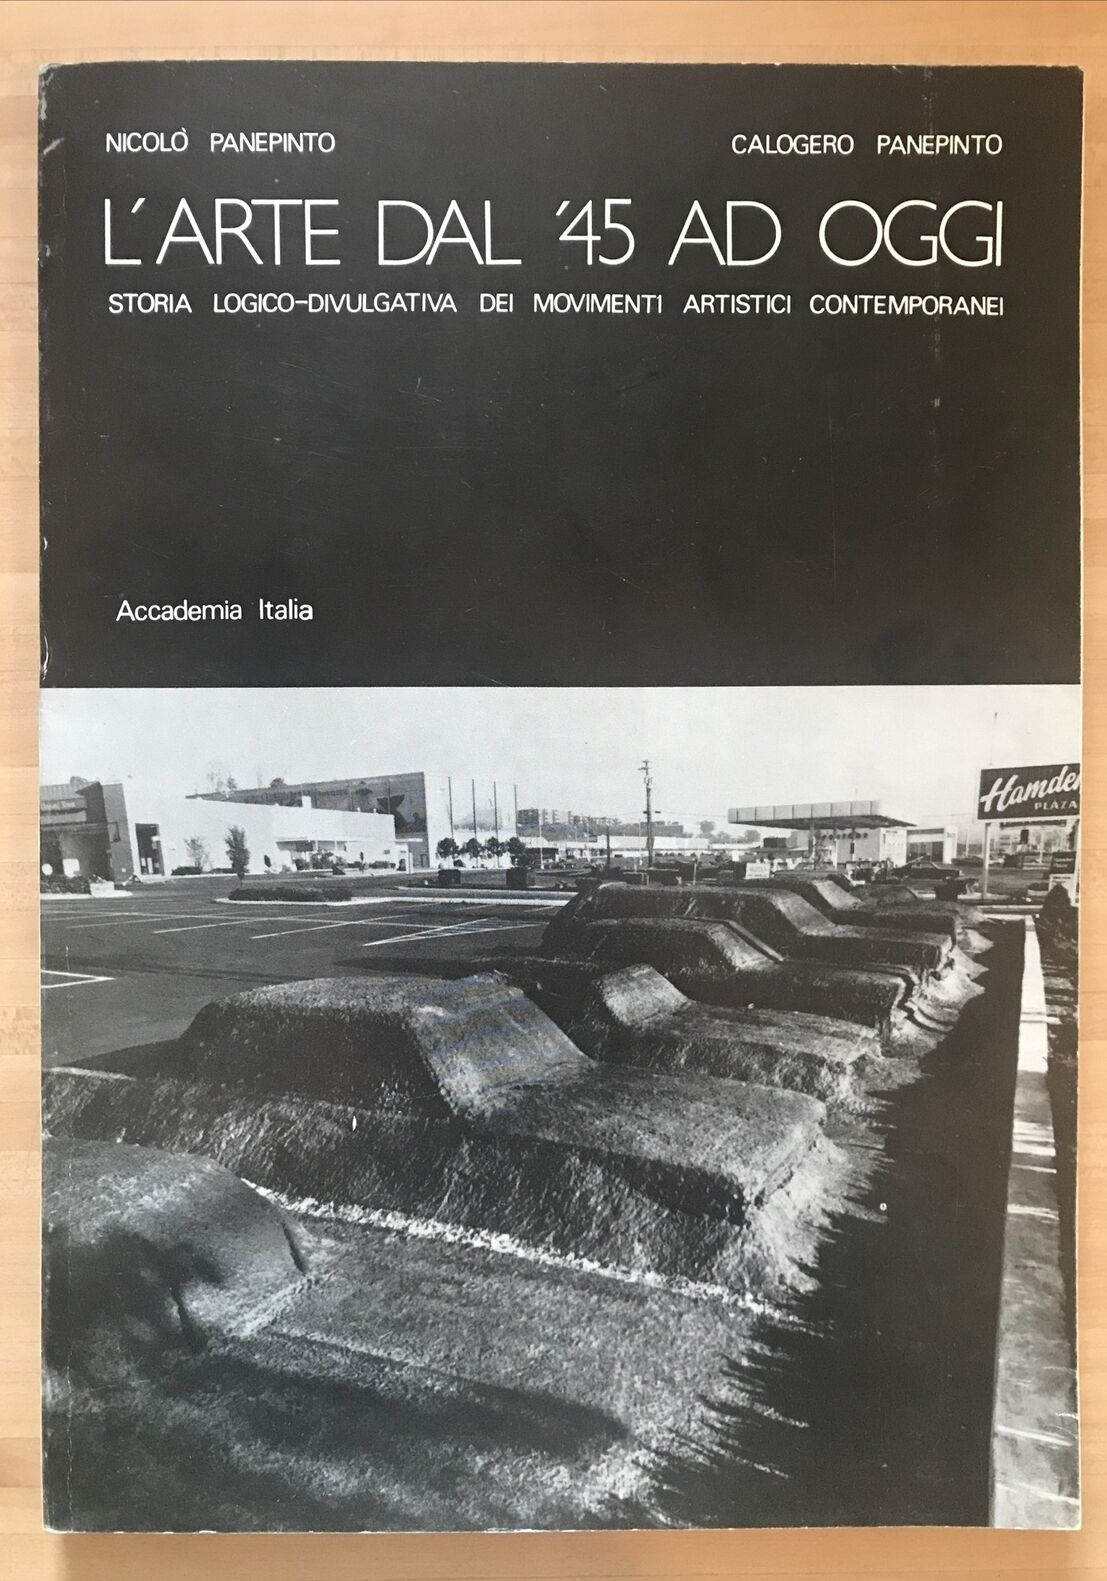 NICOLÒ PANEPINTO
CALOGERO PANEPINTO
L'ARTE DAL '45 AD OGGI
STORIA LOGICO-DIVULGATIVA DEI MOVIMENTI ARTISTICI CONTEMPORANEI
Accademia Italia
Hamden
PLAZA